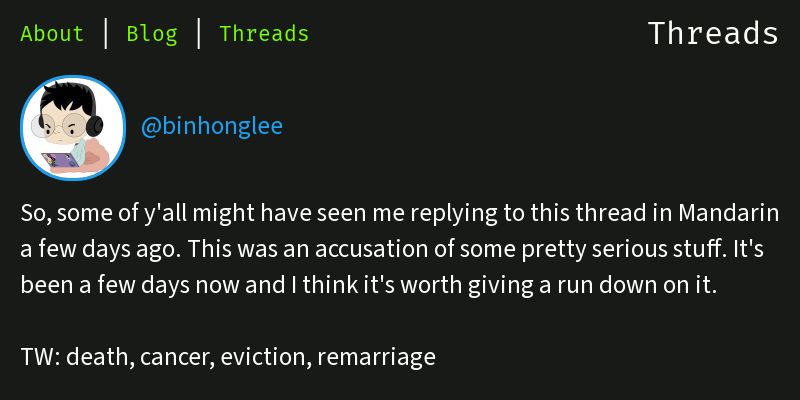 About | Blog | Threads
Threads
@binhonglee
So, some of y'all might have seen me replying to this thread in Mandarin
a few days ago. This was an accusation of some pretty serious stuff. It's
been a few days now and I think it's worth giving a run down on it.
TW: death, cancer, eviction, remarriage